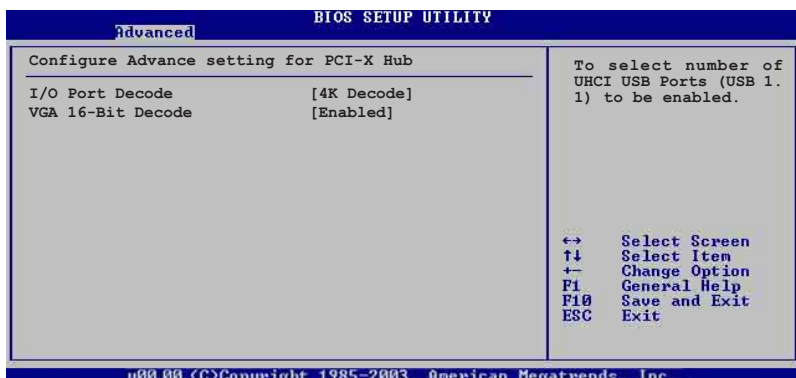 BIOS SETUP UTILITY
Advanced
Configure Advance setting for PCI-X Hub
I/O Port Decode [4K Decode]
VGA 16-Bit Decode [Enabled]
To select number of
UHCI USB Ports (USB 1.
1) to be enabled.
←→ Select Screen
↑↓ Select Item
+- Change Option
F1 General Help
F10 Save and Exit
ESC Exit
v00.00 (C)Copyright 1985-2003, American Megatrends, Inc.